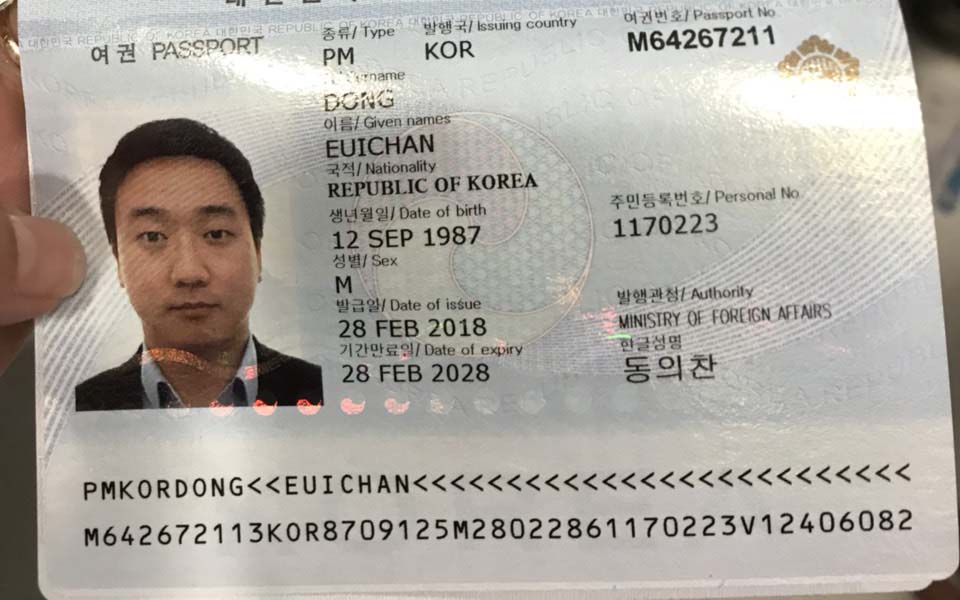 여권 PASSPORT
종류/ Type 발행국/ Issuing country 여권번호/ Passport No
PM KOR M64267211
DONG
이름/ Given names
EUICHAN
국적/ Nationality
REPUBLIC OF KOREA
생년월일/ Date of birth 주민등록번호/ Personal No
12 SEP 1987 1170223
성별/ Sex
M
발급일/ Date of issue 발행관청/ Authority
28 FEB 2018 MINISTRY OF FOREIGN AFFAIRS
기간만료일/ Date of expiry 한글성명
28 FEB 2028 동의찬
PMKORDONG<<EUICHAN<<<<<<<<<<<<<<<<<<<<<<<<<<
M642672113KOR8709125M28022861170223V12406082